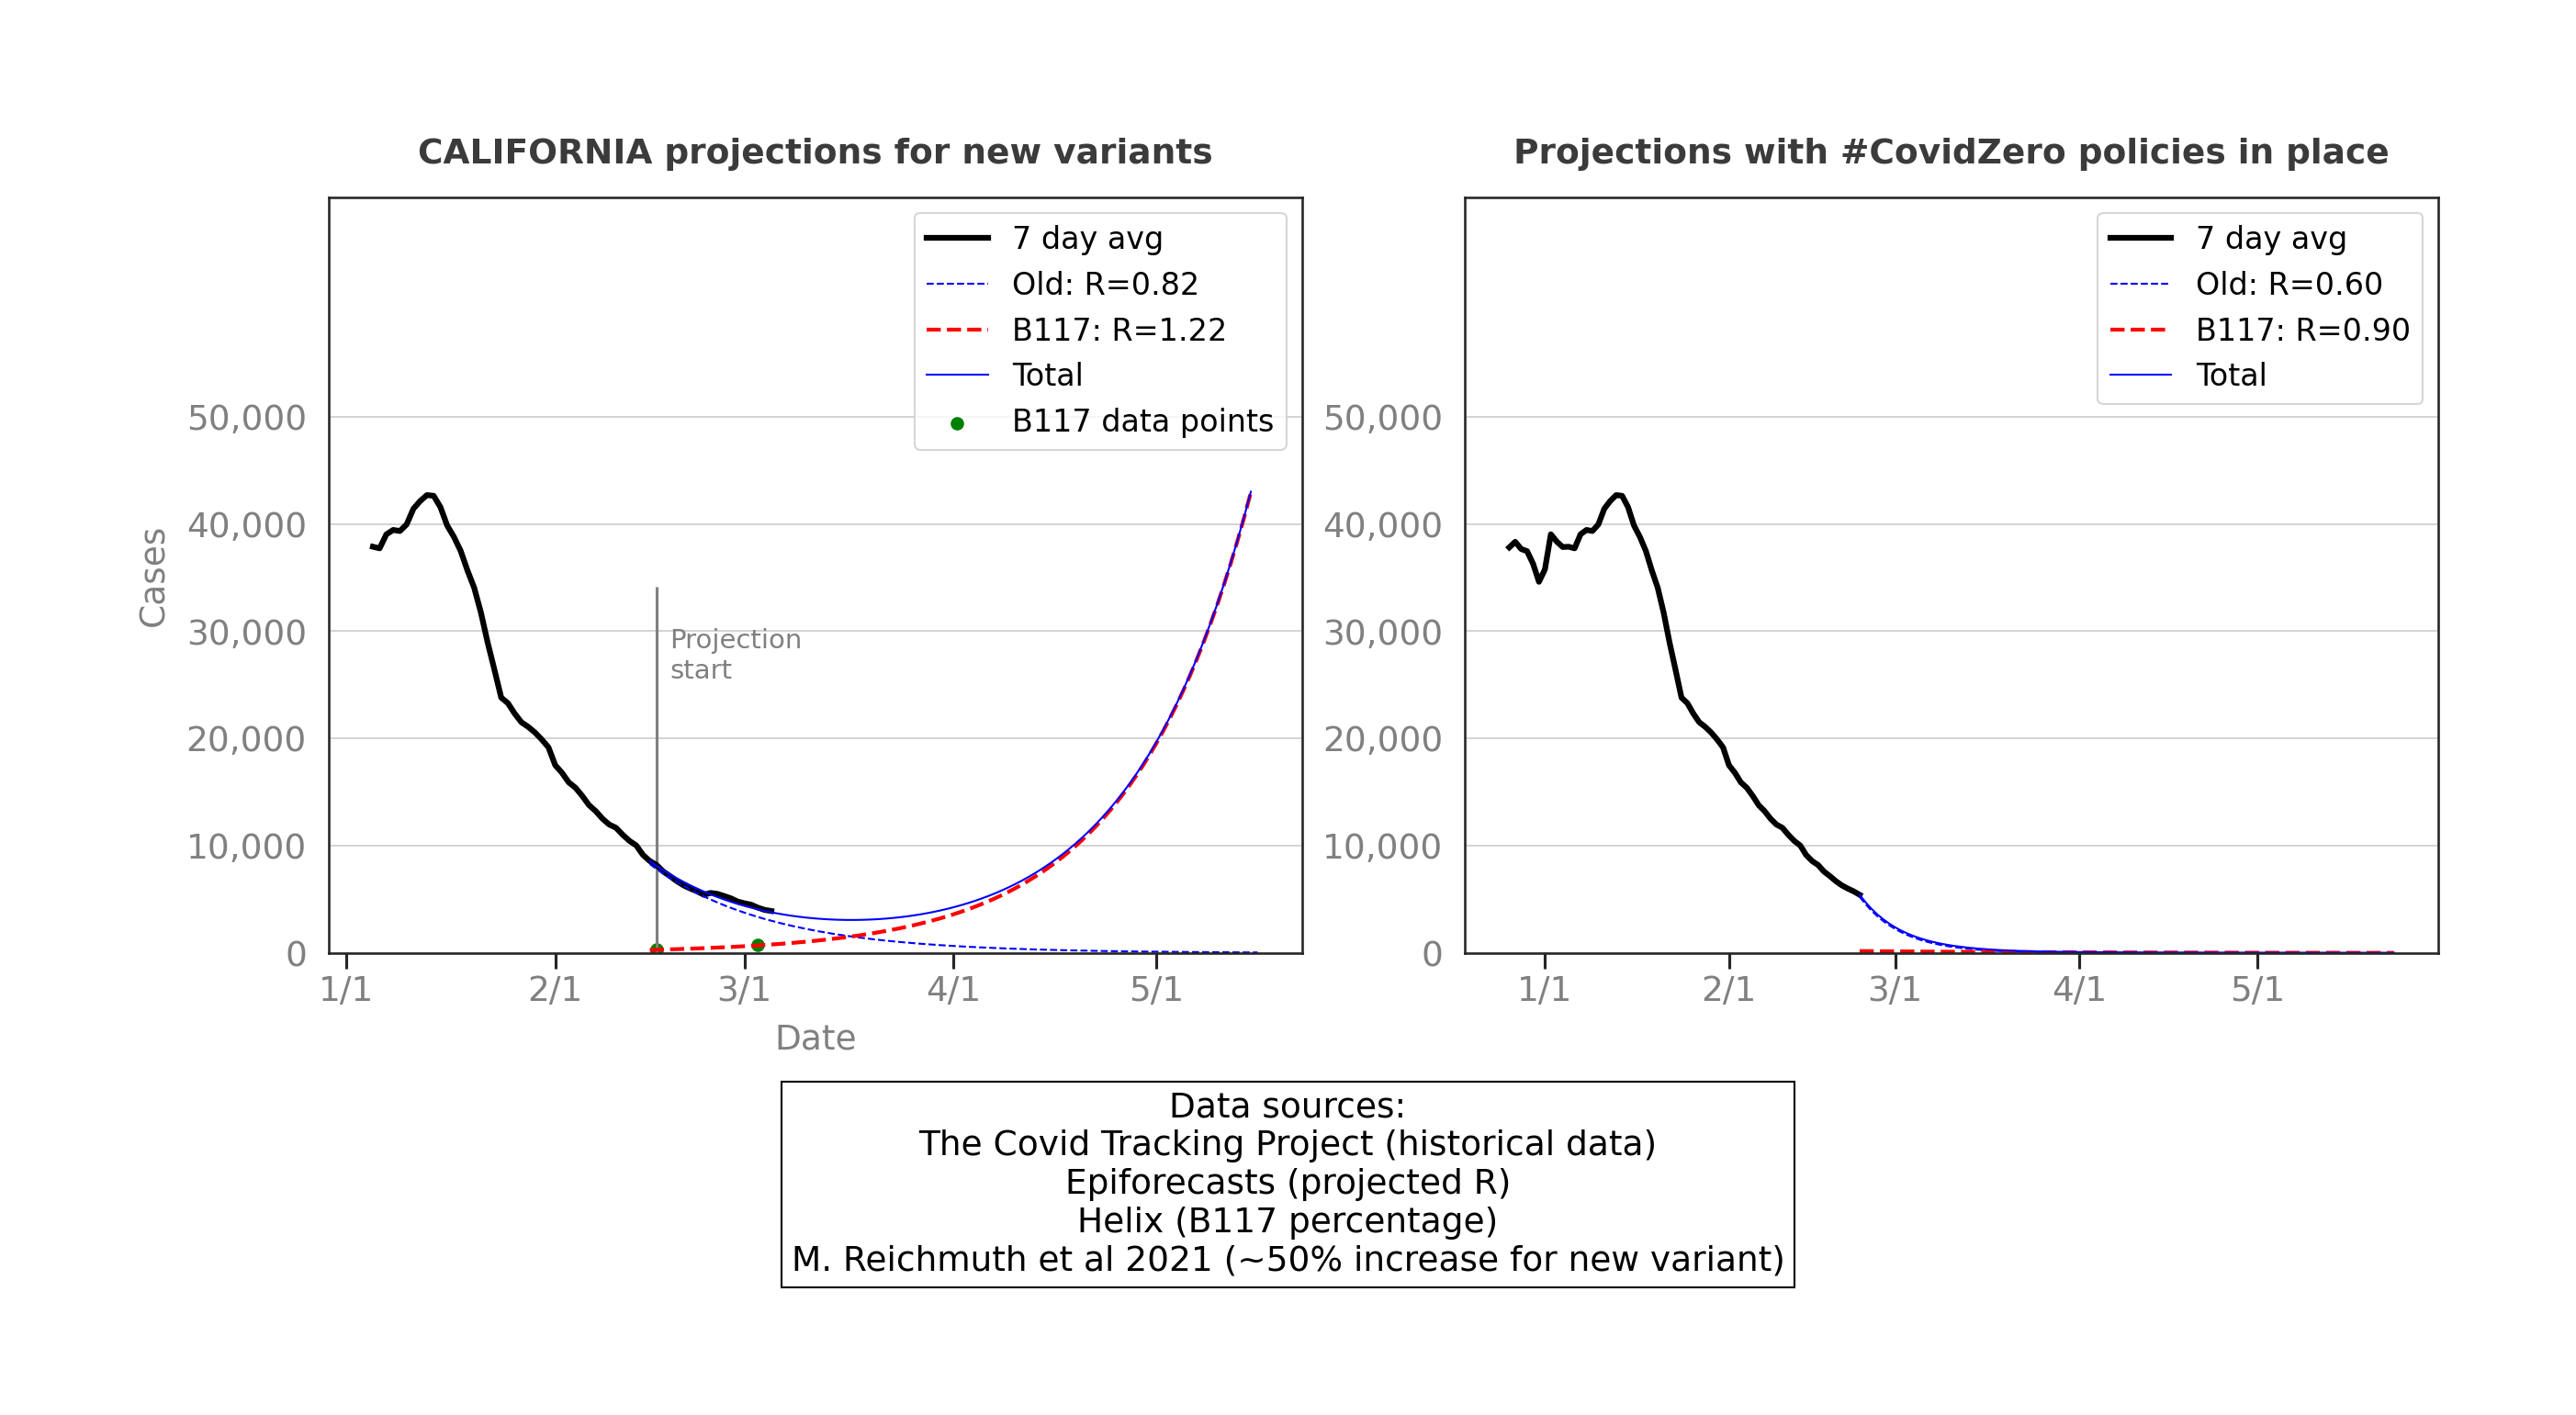 CALIFORNIA projections for new variants
7 day avg
Old: R=0.82
B117: R=1.22
Total
B117 data points
50,000
40,000
30,000
20,000
10,000
0
Cases
Projection
start
1/1
2/1
3/1
4/1
5/1
Date
Projections with #CovidZero policies in place
7 day avg
Old: R=0.60
B117: R=0.90
Total
50,000
40,000
30,000
20,000
10,000
0
1/1
2/1
3/1
4/1
5/1
Data sources:
The Covid Tracking Project (historical data)
Epiforecasts (projected R)
Helix (B117 percentage)
M. Reichmuth et al 2021 (~50% increase for new variant)